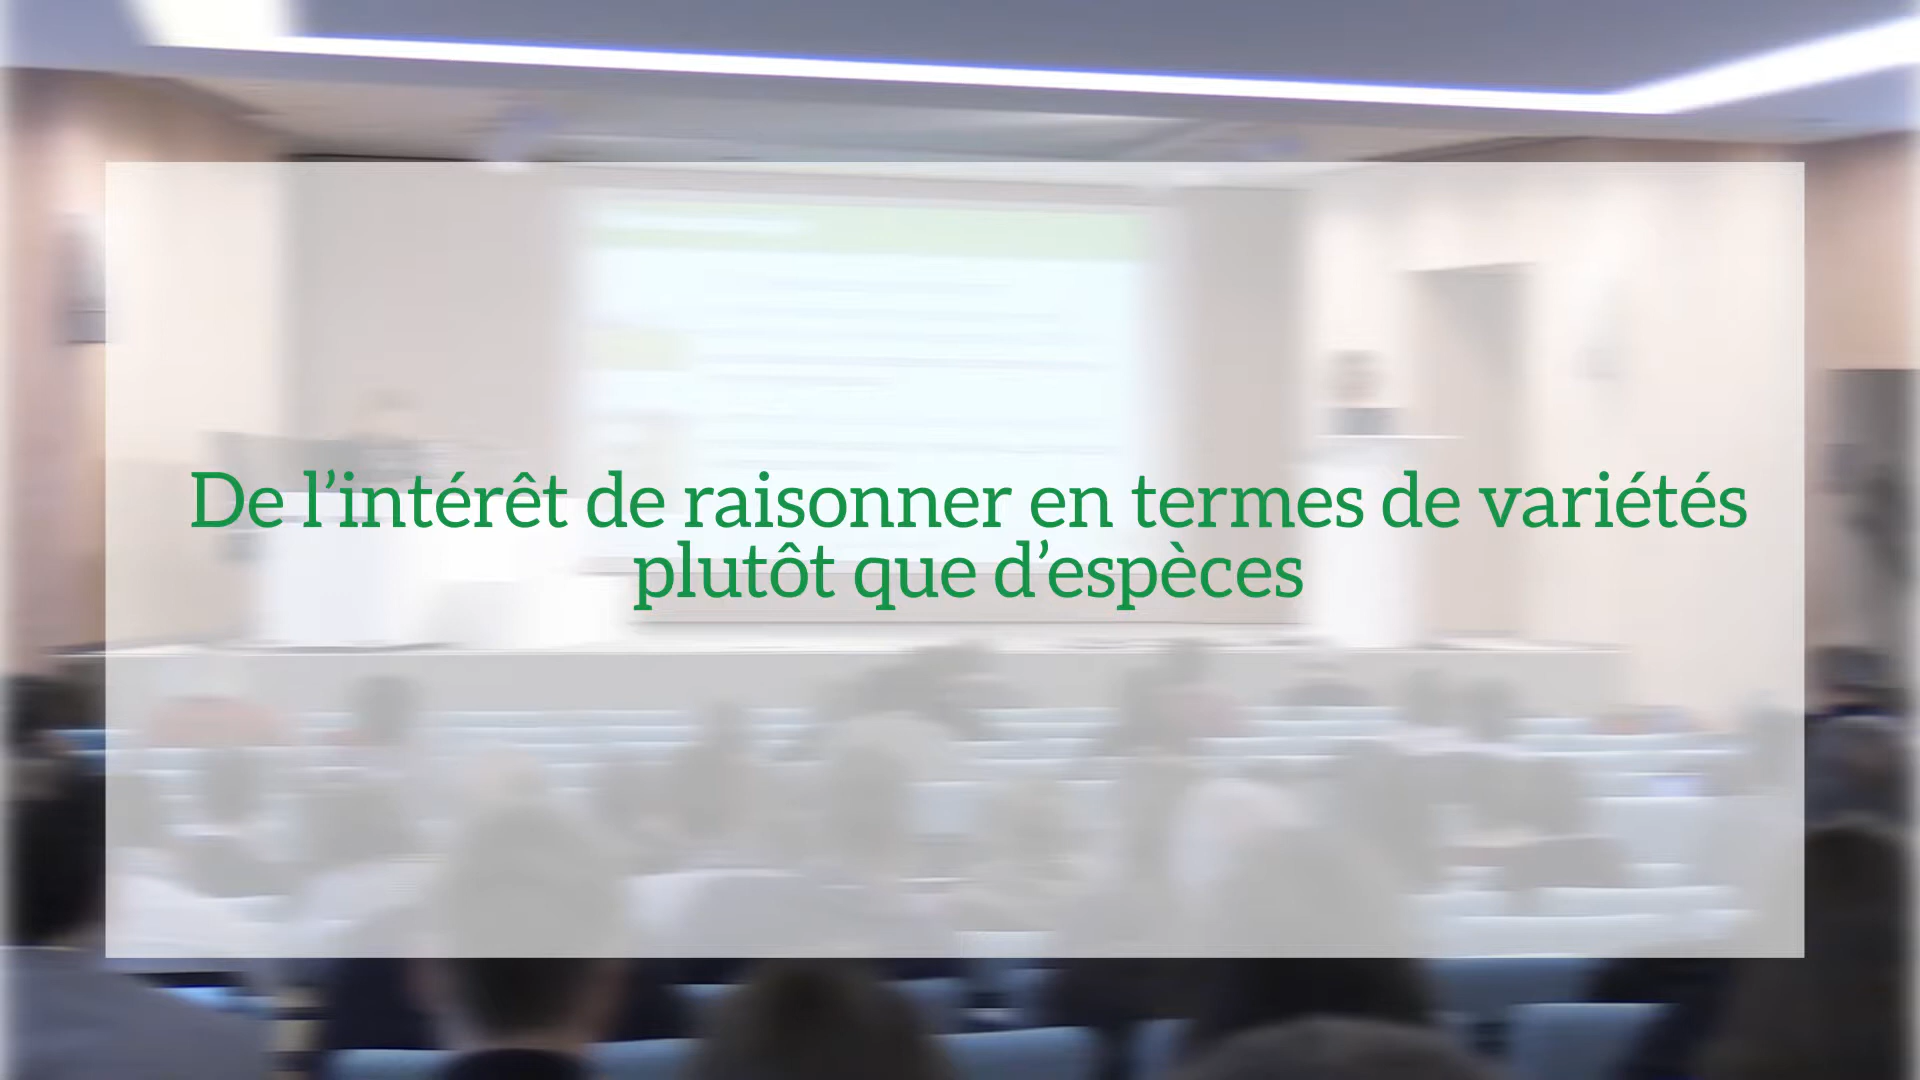 De l’intérêt de raisonner en termes de variétés
plutôt que d’espèces